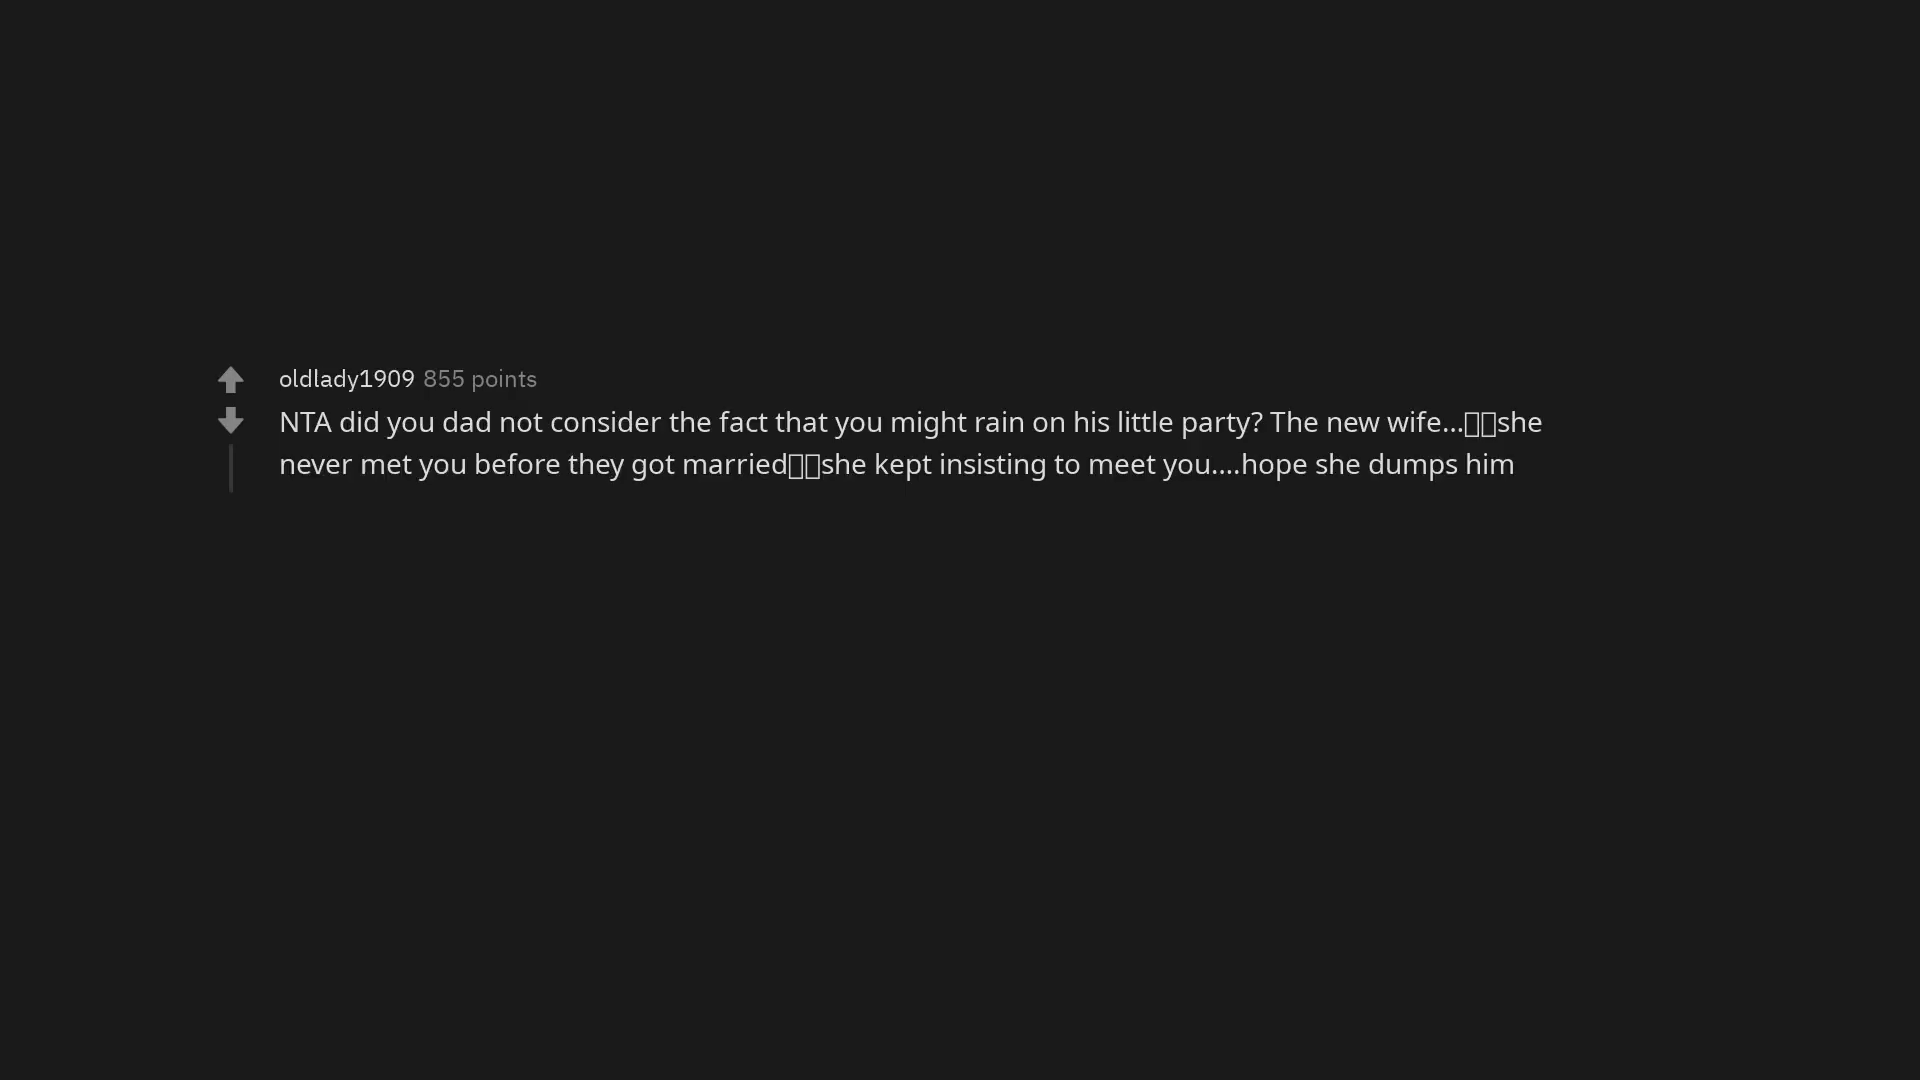 oldlady1909 855 points
NTA did you dad not consider the fact that you might rain on his little party? The new wife...▯▯she
never met you before they got married▯▯she kept insisting to meet you....hope she dumps him